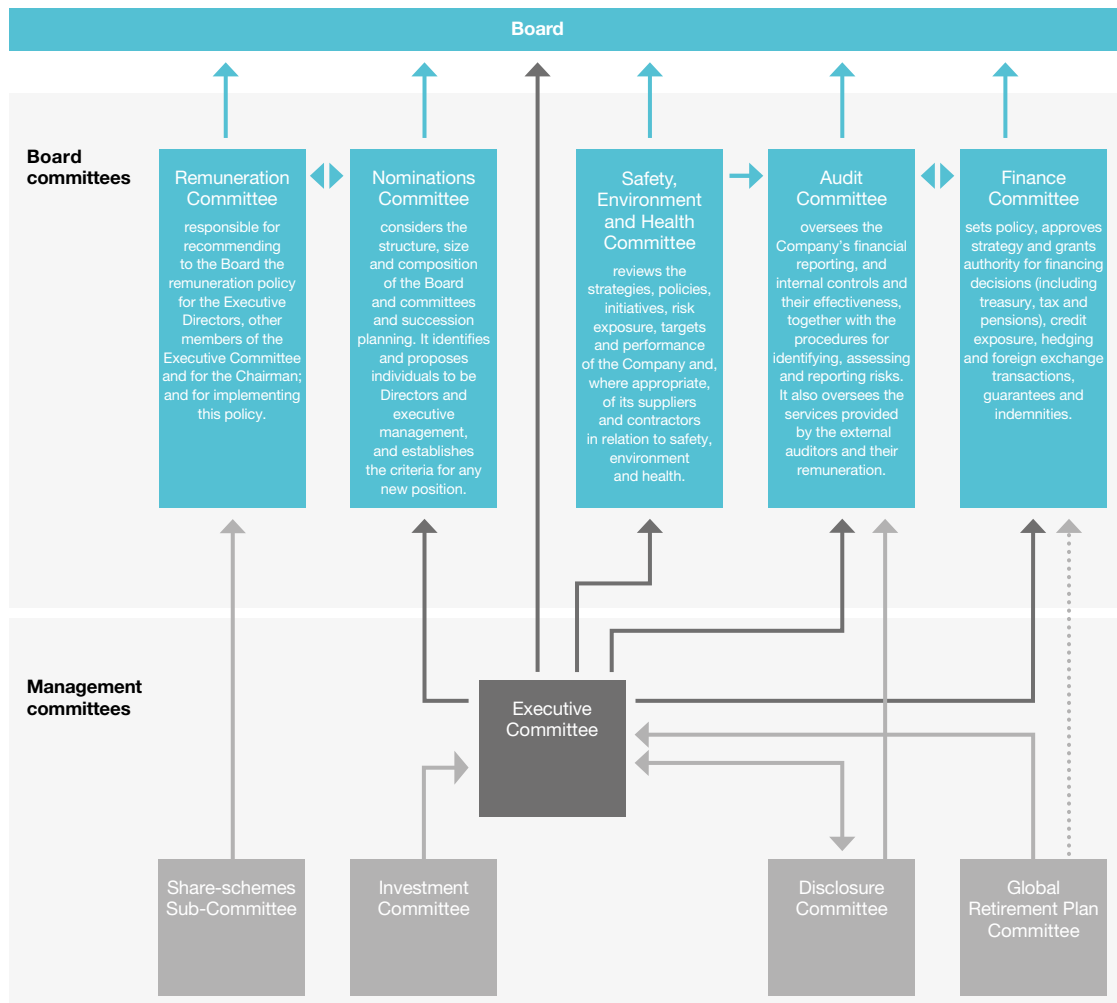 Board
Board
committees
Remuneration
Committee
responsible for
recommending
to the Board the
remuneration policy
for the Executive
Directors, other
members of the
Executive Committee
and for the Chairman;
and for implementing
this policy.
Nominations
Committee
considers the
structure, size
and composition
of the Board
and committees
and succession
planning. It identifies
and proposes
individuals to be
Directors and
executive
management,
and establishes
the criteria for any
new position.
Safety,
Environment
and Health
Committee
reviews the
strategies, policies,
initiatives, risk
exposure, targets
and performance
of the Company and,
where appropriate,
of its suppliers
and contractors
in relation to safety,
environment
and health.
Audit
Committee
oversees the
Company's financial
reporting, and
internal controls and
their effectiveness,
together with the
procedures for
identifying, assessing
and reporting risks.
It also oversees the
services provided
by the external
auditors and their
remuneration.
Finance
Committee
sets policy, approves
strategy and grants
authority for financing
decisions (including
treasury, tax and
pensions), credit
exposure, hedging
and foreign exchange
transactions,
guarantees and
indemnities.
Management
committees
Executive
Committee
Share-schemes
Sub-Committee
Investment
Committee
Disclosure
Committee
Global
Retirement Plan
Committee